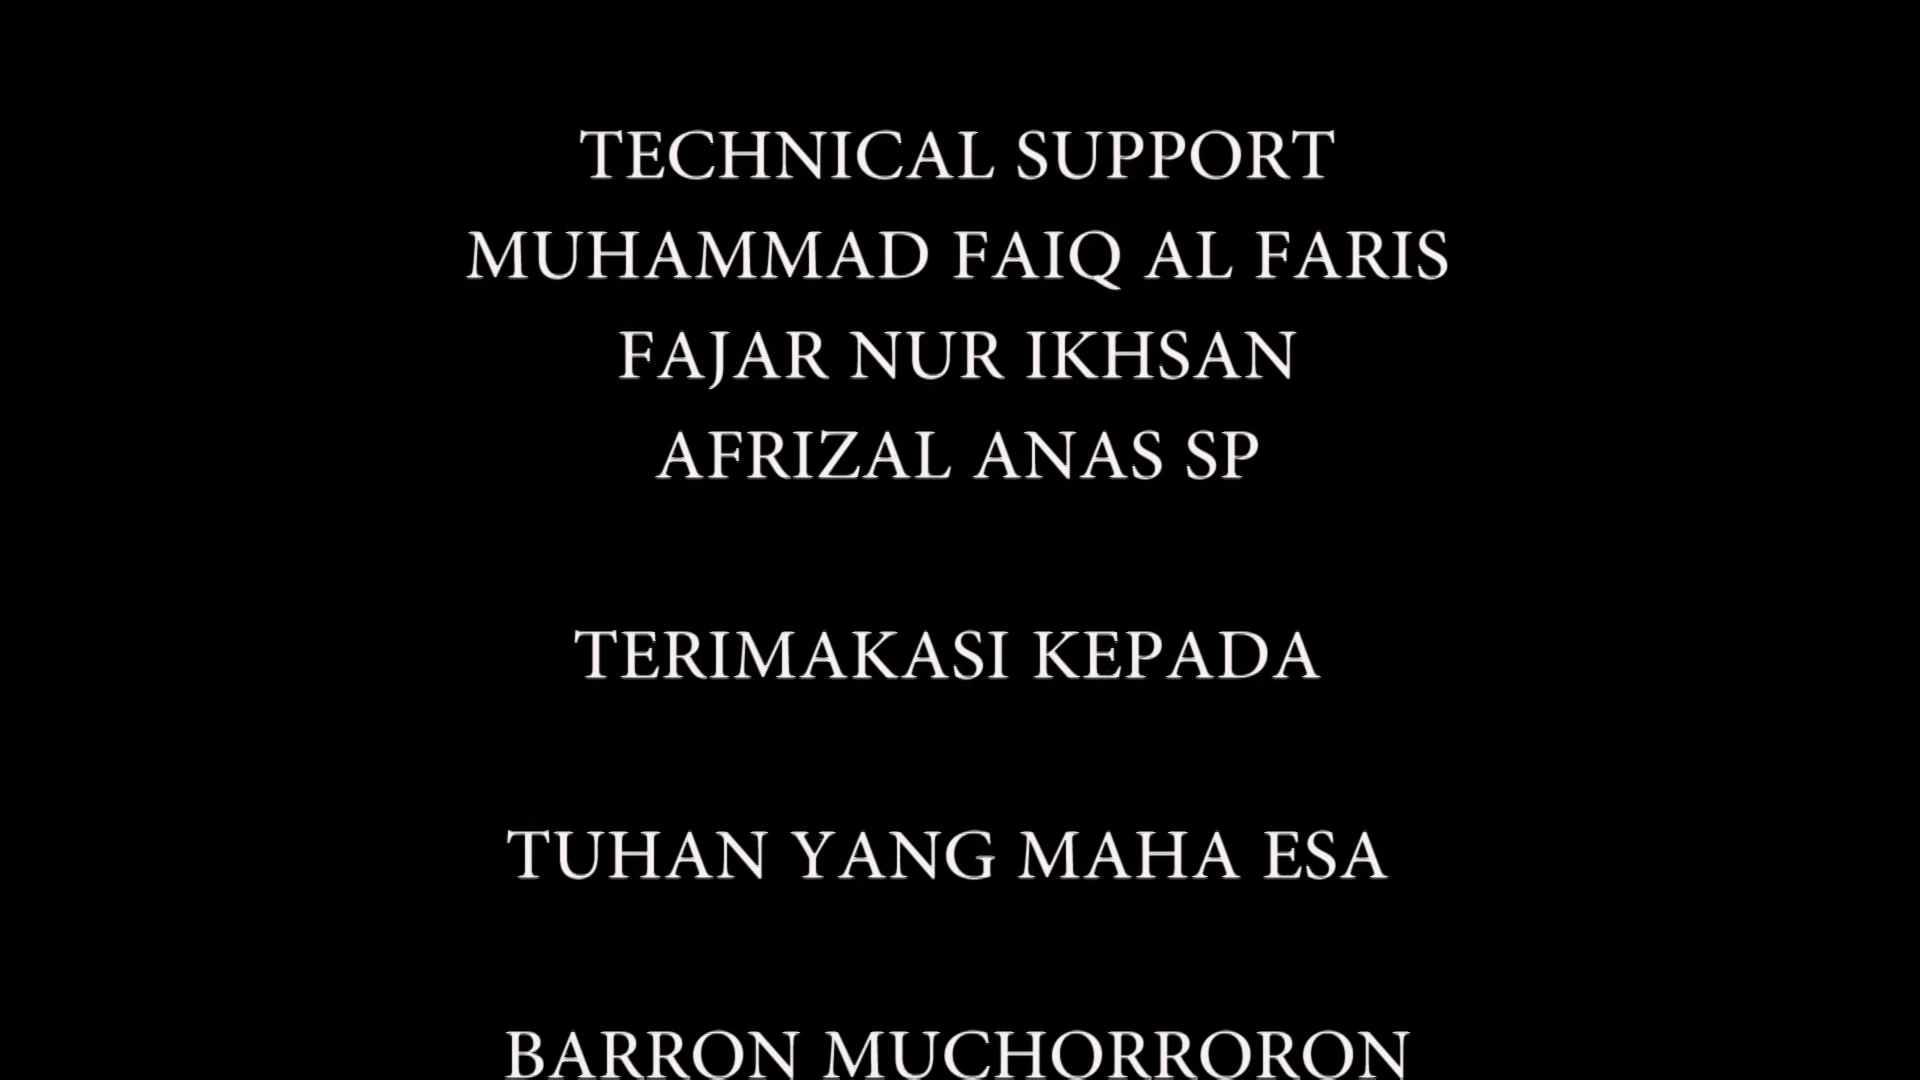 TECHNICAL SUPPORT
MUHAMMAD FAIQ AL FARIS
FAJAR NUR IKHSAN
AFRIZAL ANAS SP
TERIMAKASI KEPADA
TUHAN YANG MAHA ESA
BARRON MUCHORRORON